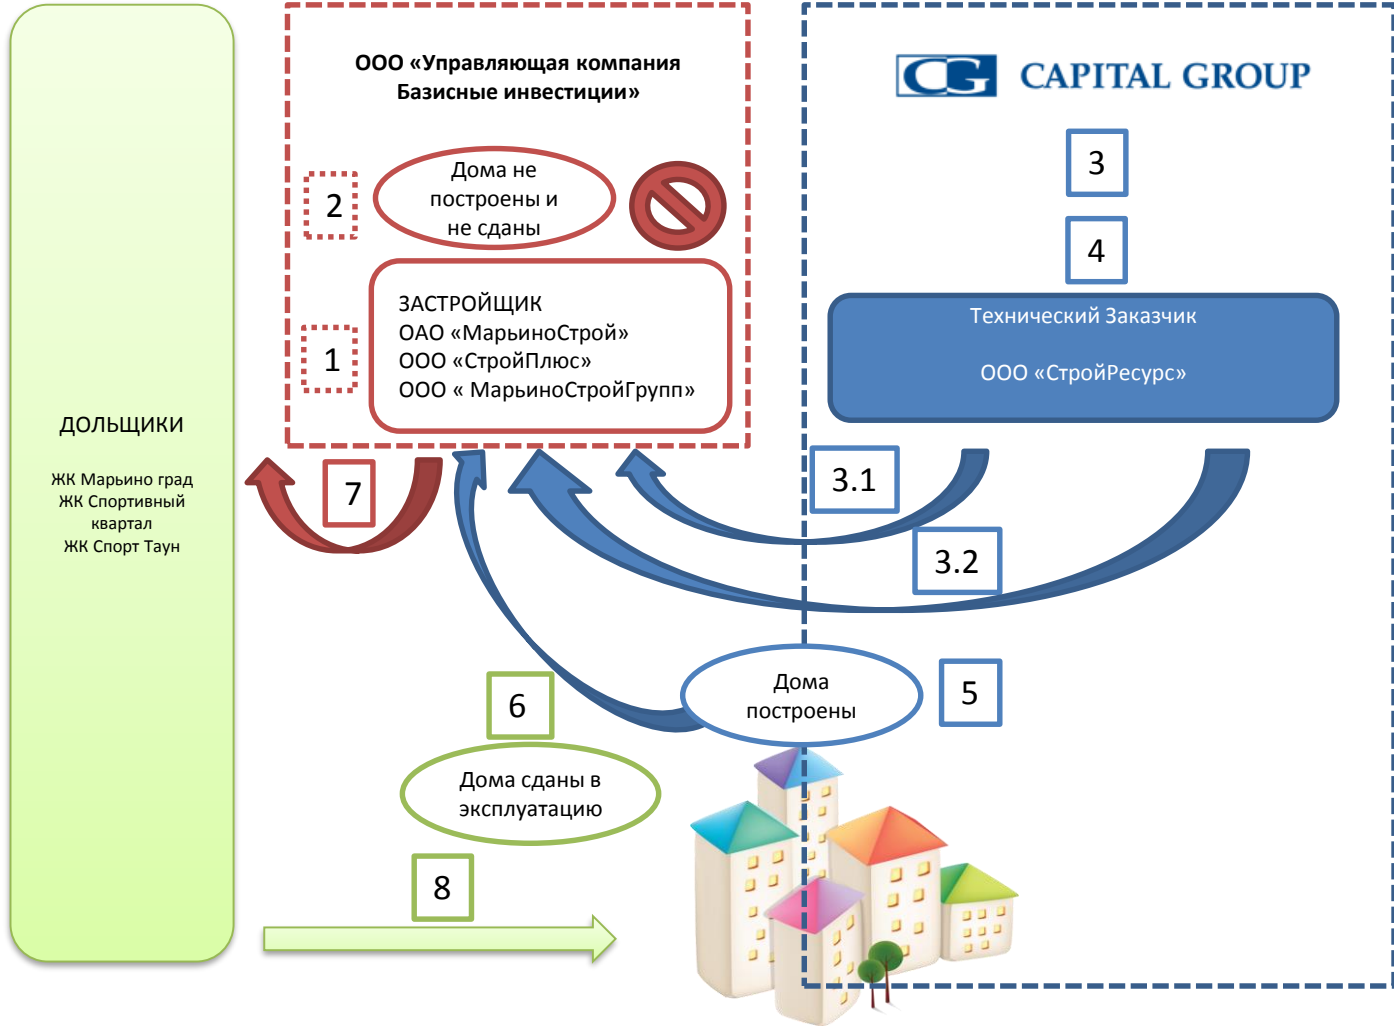 ООО «Управляющая компания
Базисные инвестиции»
CG CAPITAL GROUP
2
Дома не
построены и
не сданы
3
4
1
ЗАСТРОЙЩИК
ОАО «МарьиноСтрой»
ООО «СтройПлюс»
ООО « МарьиноСтройГрупп»
Технический Заказчик
ООО «СтройРесурс»
ДОЛЬЩИКИ
ЖК Марьино град
ЖК Спортивный
квартал
ЖК Спорт Таун
7
3.1
3.2
Дома
построены
5
6
Дома сданы в
эксплуатацию
8